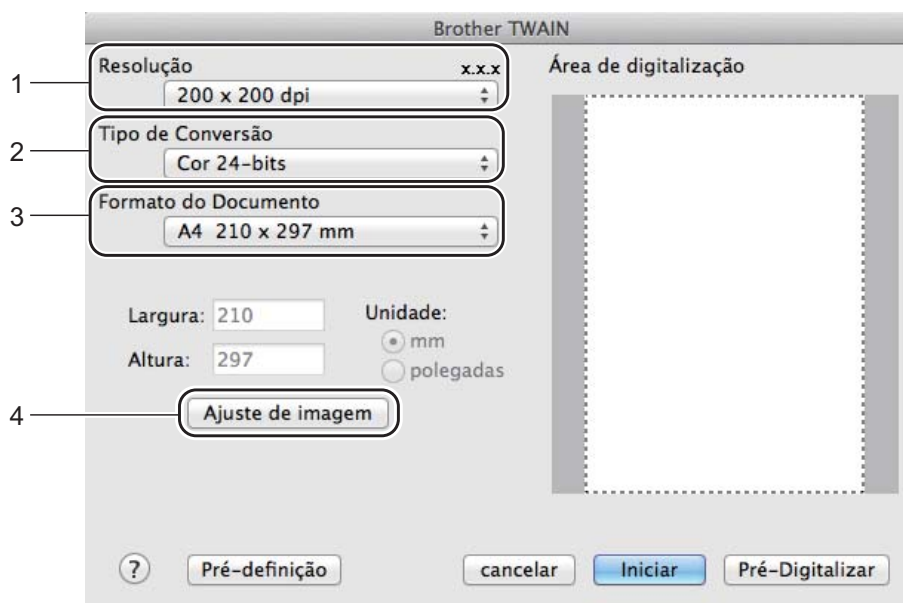 Brother TWAIN
1
Resolução x.x.x
200 x 200 dpi
2
Tipo de Conversão
Cor 24-bits
3
Formato do Documento
A4 210 x 297 mm
Largura: 210
Altura: 297
Unidade:
mm
polegadas
4
Ajuste de imagem
Área de digitalização
?
Pré-definição
cancelar
Iniciar
Pré-Digitalizar